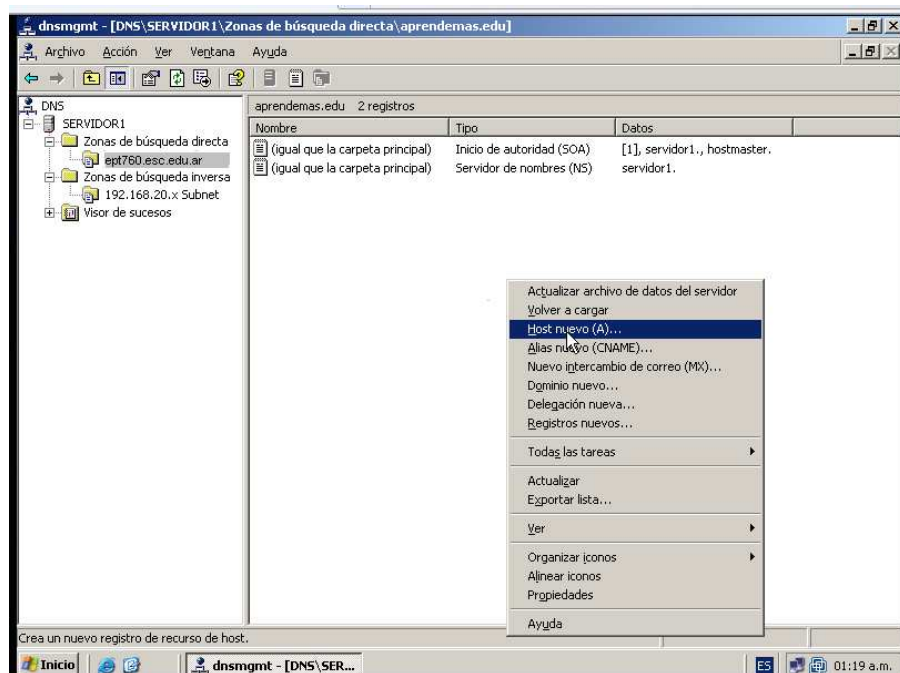 dnsmgmt - [DNS\SERVIDOR1\Zonas de búsqueda directa\aprendemas.edu]
Archivo Acción Ver Ventana Ayuda
DNS
SERVIDOR1
Zonas de búsqueda directa
ept760.esc.edu.ar
Zonas de búsqueda inversa
192.168.20.x Subnet
Visor de sucesos
aprendemas.edu 2 registros
Nombre Tipo Datos
(igual que la carpeta principal) Inicio de autoridad (SOA) [1], servidor1., hostmaster.
(igual que la carpeta principal) Servidor de nombres (NS) servidor1.
Actualizar archivo de datos del servidor
Volver a cargar
Host nuevo (A)...
Alias nuevo (CNAME)...
Nuevo intercambio de correo (MX)...
Dominio nuevo...
Delegación nueva...
Registros nuevos...
Todas las tareas
Actualizar
Exportar lista...
Ver
Organizar iconos
Alinear iconos
Propiedades
Ayuda
Crea un nuevo registro de recurso de host.
Inicio dnsmgmt - [DNS\SER... ES 01:19 a.m.